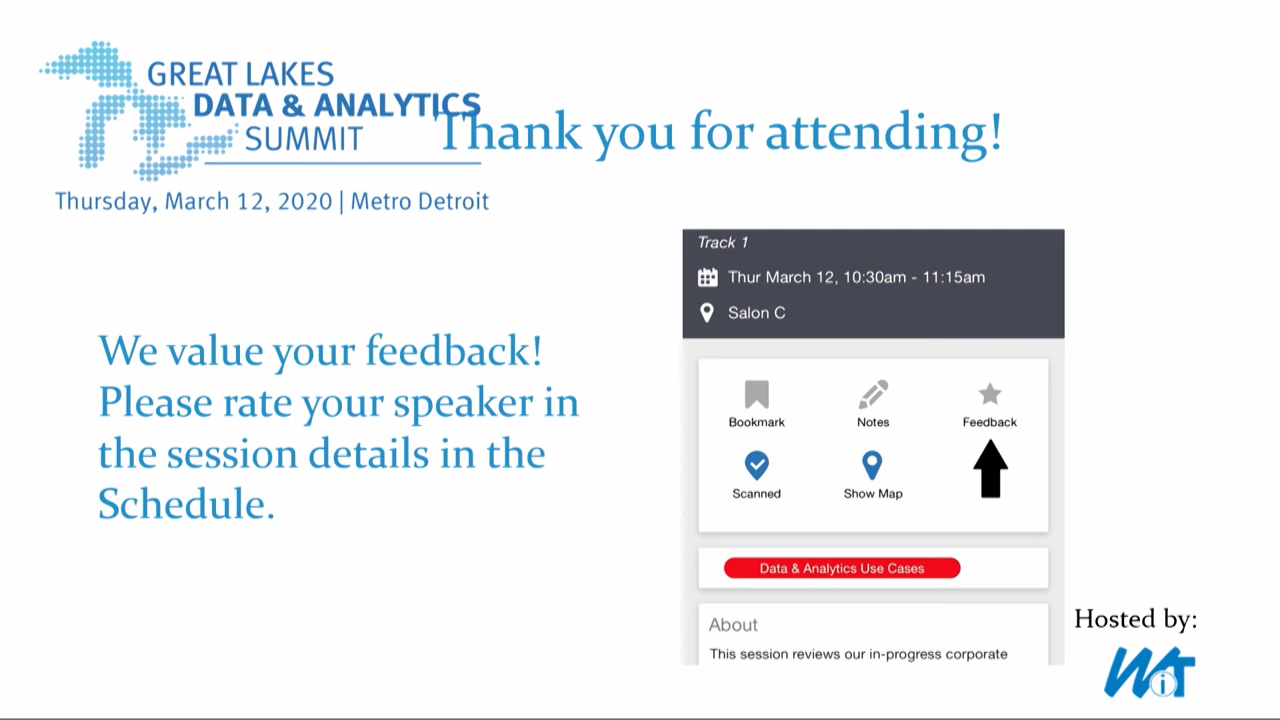 GREAT LAKES
DATA & ANALYTICS
SUMMIT
Thursday, March 12, 2020 | Metro Detroit
Thank you for attending!
We value your feedback!
Please rate your speaker in
the session details in the
Schedule.
Track 1
Thur March 12, 10:30am - 11:15am
Salon C
Bookmark Notes Feedback
Scanned Show Map
Data & Analytics Use Cases
About
This session reviews our in-progress corporate
Hosted by:
WiT